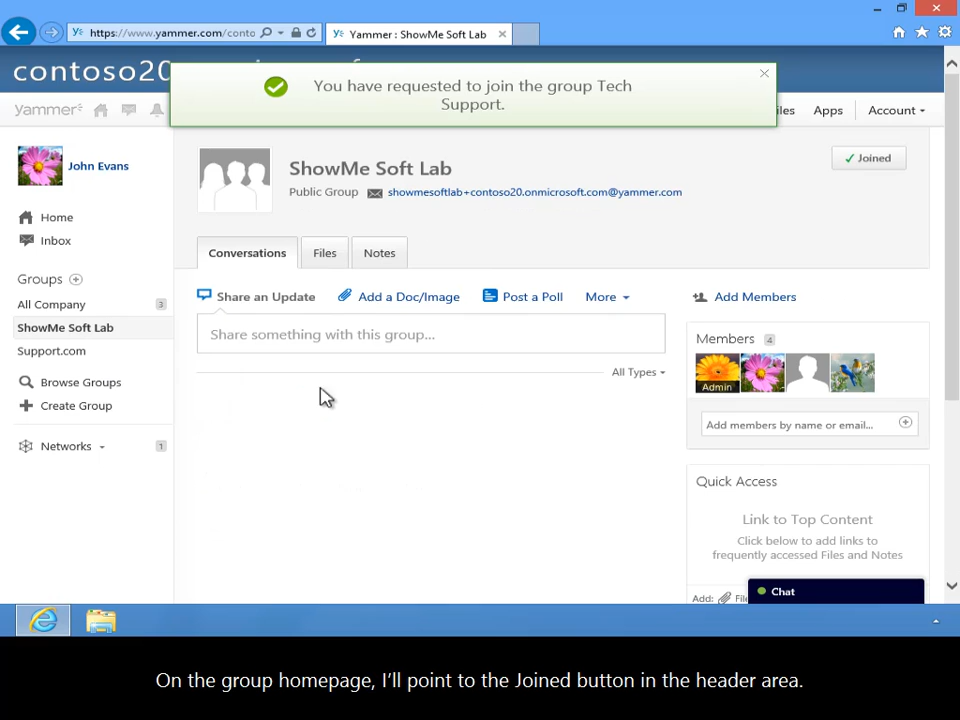 https://www.yammer.com/conto
Yammer : ShowMe Soft Lab
contoso20
You have requested to join the group Tech
Support.
yammer
Apps
Account
John Evans
ShowMe Soft Lab
Public Group showmesoftlab+contoso20.onmicrosoft.com@yammer.com
Joined
Home
Inbox
Groups
All Company 3
ShowMe Soft Lab
Support.com
Browse Groups
Create Group
Networks 1
Conversations Files Notes
Share an Update Add a Doc/Image Post a Poll More
Share something with this group...
All Types
Add Members
Members 4
Admin
Add members by name or email...
Quick Access
Link to Top Content
Click below to add links to
frequently accessed Files and Notes
Add:
Chat
On the group homepage, I'll point to the Joined button in the header area.